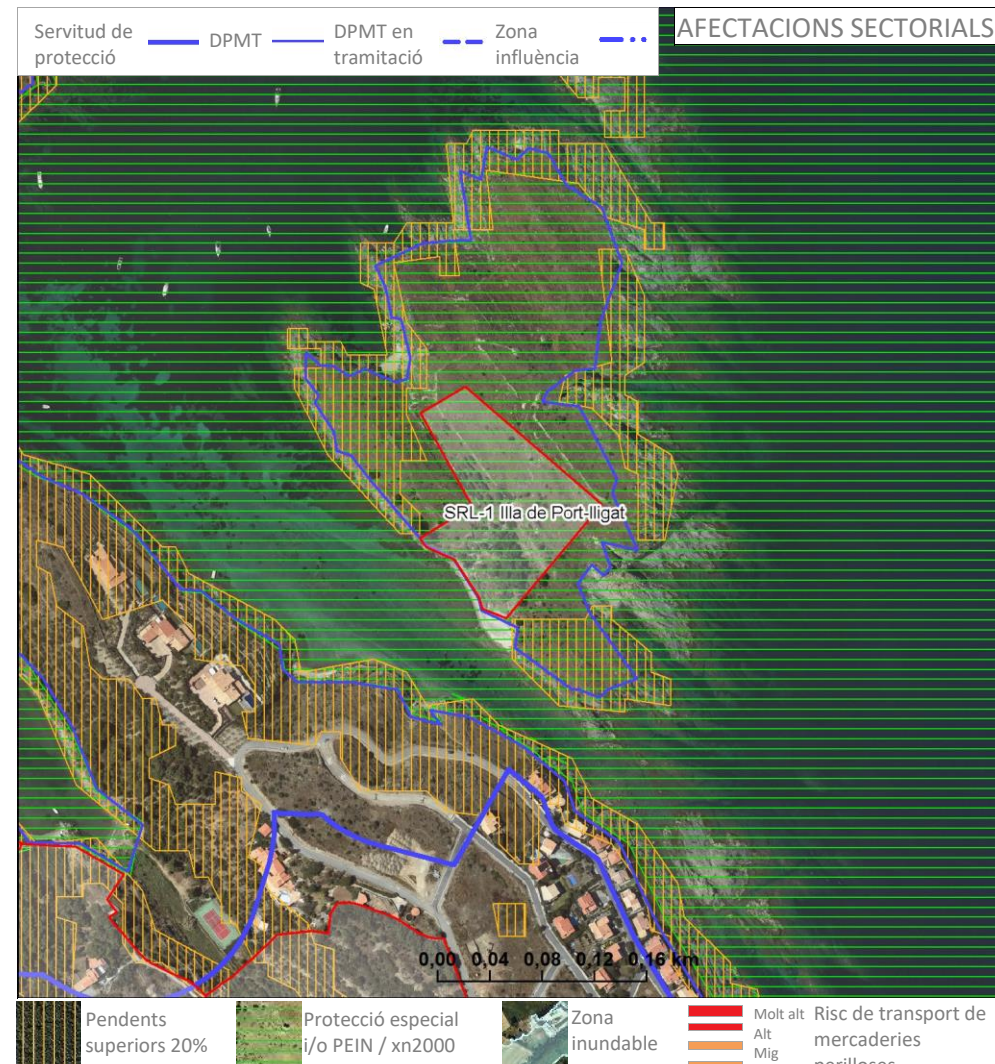 AFECTACIONS SECTORIALS
Servitud de
protecció
DPMT
DPMT en
tramitació
Zona
influència
SRL-1 Illa de Port-lligat
0,00 0,04 0,08 0,12 0,16 km
Pendents
superiors 20%
Protecció especial
i/o PEIN / xn2000
Zona
inundable
Molt alt
Alt
Mig
Risc de transport de
mercaderies
perilloses